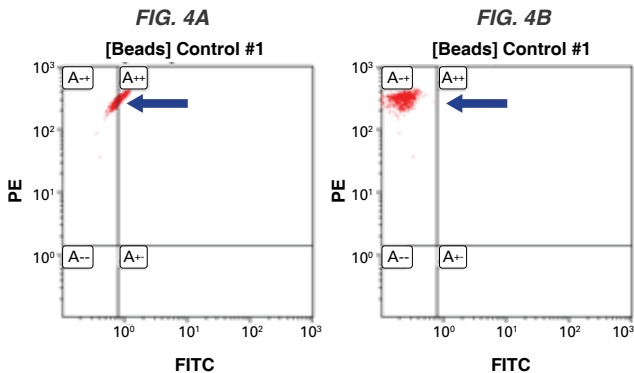 FIG. 4A
[Beads] Control #1
10³
A-+
A++
10²
PE
10¹
10⁰
A--
A+-
10⁰
10¹
10²
10³
FITC
FIG. 4B
[Beads] Control #1
10³
A-+
A++
10²
PE
10¹
10⁰
A--
A+-
10⁰
10¹
10²
10³
FITC